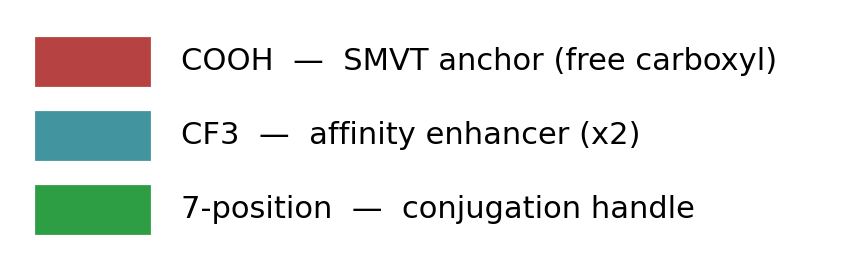 COOH — SMVT anchor (free carboxyl)
CF3 — affinity enhancer (x2)
7-position — conjugation handle